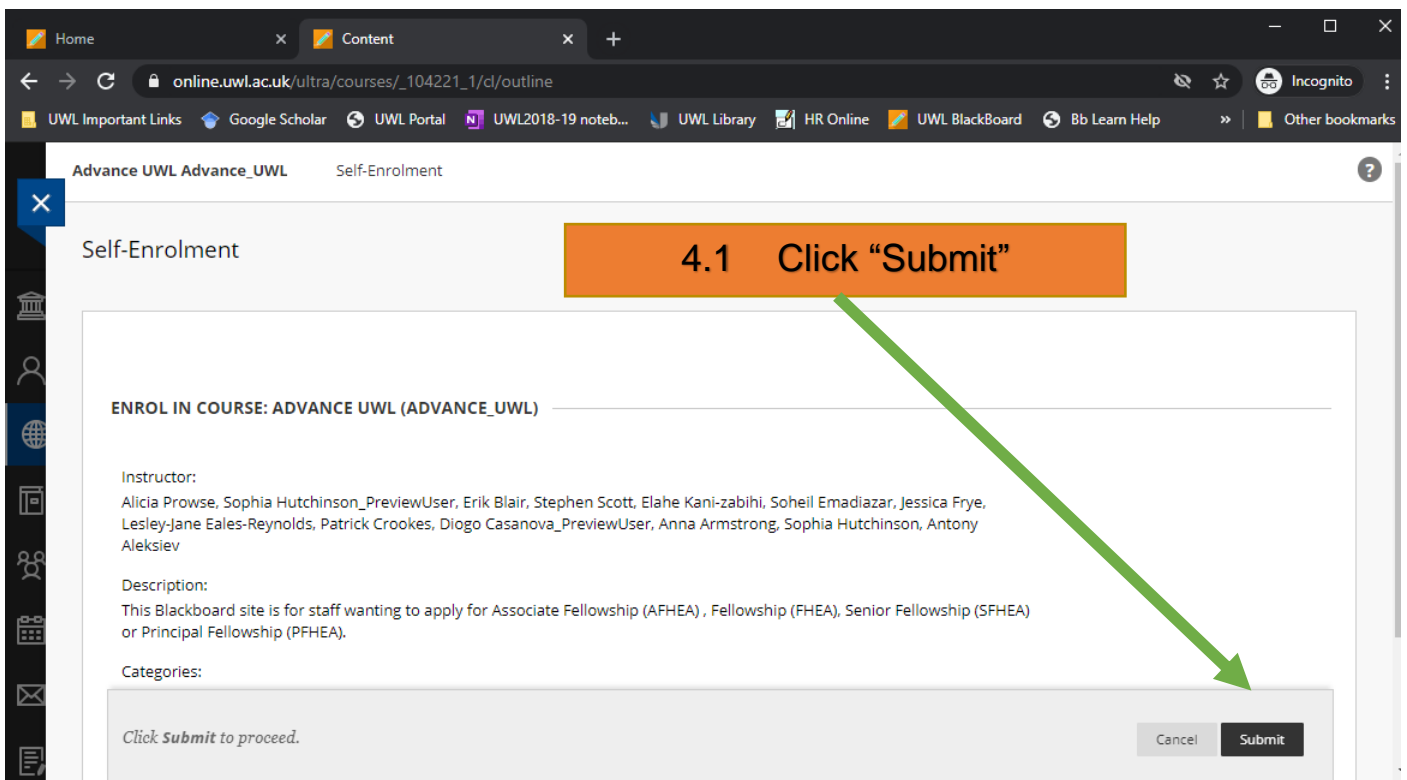 Home
Content
online.uwl.ac.uk/ultra/courses/_104221_1/cl/outline
Incognito
UWL Important Links
Google Scholar
UWL Portal
UWL2018-19 noteb...
UWL Library
HR Online
UWL BlackBoard
Bb Learn Help
»
Other bookmarks
Advance UWL Advance_UWL
Self-Enrolment
?
Self-Enrolment
4.1 Click “Submit”
ENROL IN COURSE: ADVANCE UWL (ADVANCE_UWL)
Instructor:
Alicia Prowse, Sophia Hutchinson_PreviewUser, Erik Blair, Stephen Scott, Elahe Kani-zabihi, Soheil Emadiazar, Jessica Frye,
Lesley-Jane Eales-Reynolds, Patrick Crookes, Diogo Casanova_PreviewUser, Anna Armstrong, Sophia Hutchinson, Antony
Aleksiev
Description:
This Blackboard site is for staff wanting to apply for Associate Fellowship (AFHEA) , Fellowship (FHEA), Senior Fellowship (SFHEA)
or Principal Fellowship (PFHEA).
Categories:
Click Submit to proceed.
Cancel
Submit